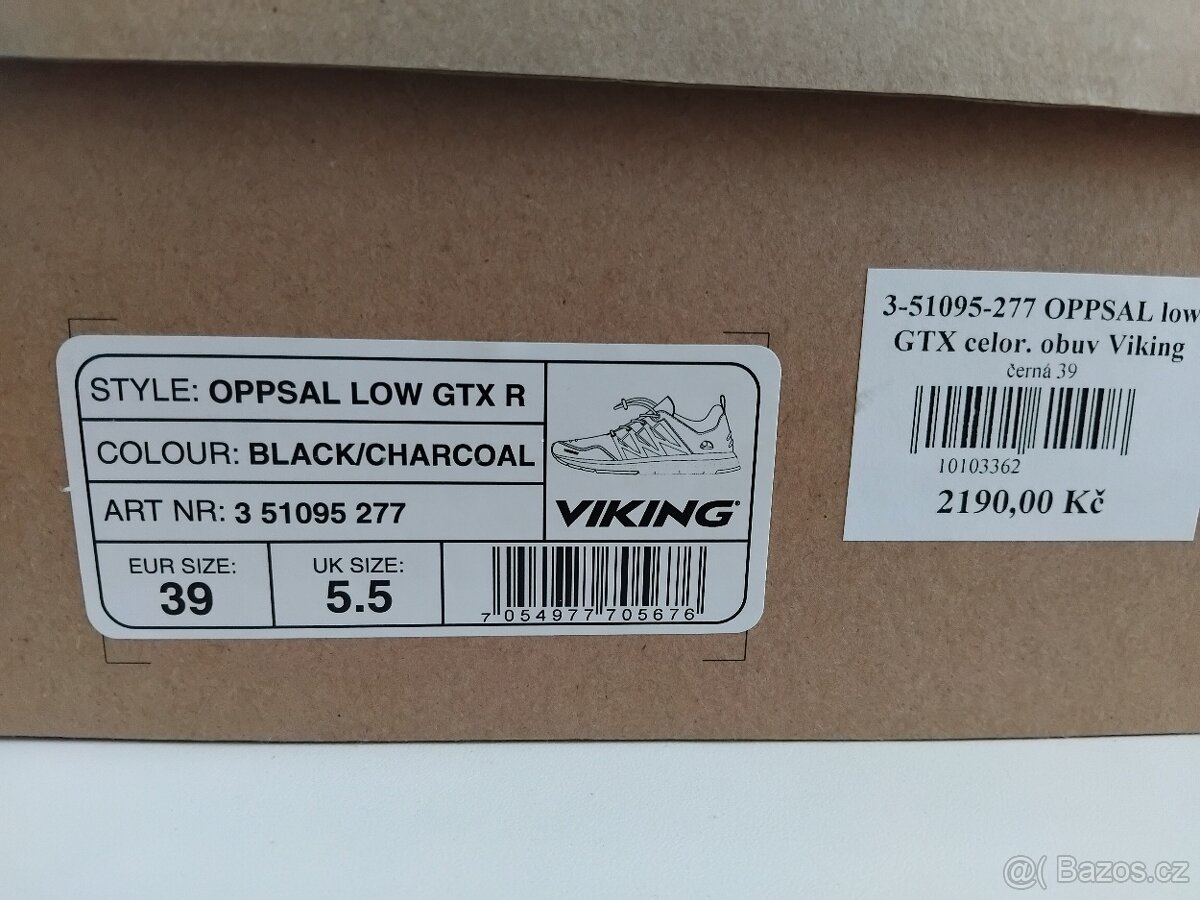 STYLE: OPPSAL LOW GTX R
COLOUR: BLACK/CHARCOAL
ART NR: 3 51095 277
VIKING
EUR SIZE:
39
UK SIZE:
5.5
7 054977 705676
3-51095-277 OPPSAL low
GTX celor. obuv Viking
černá 39
10103362
2190,00 Kč
@( Bazos.cz